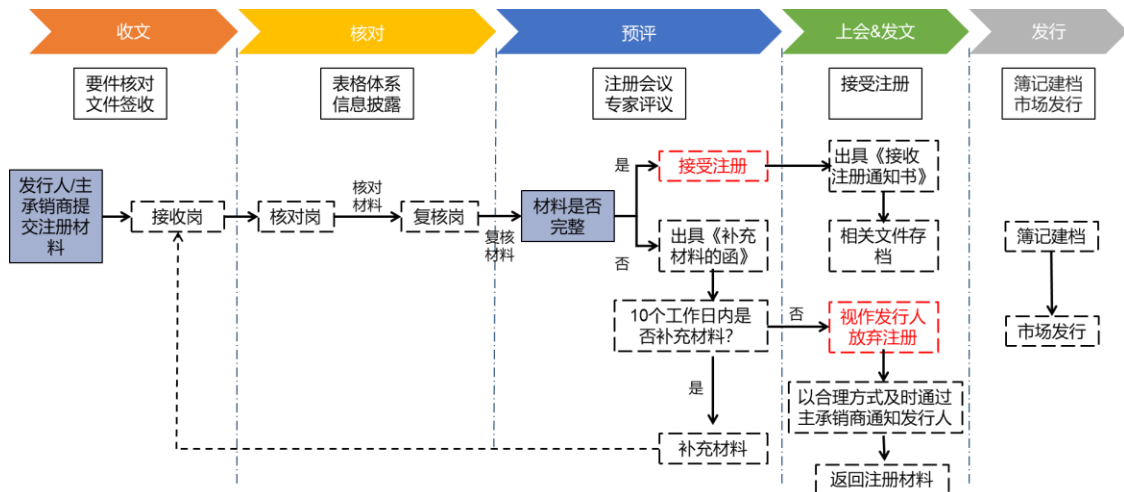 收文
核对
预评
上会&发文
发行
要件核对
文件签收
表格体系
信息披露
注册会议
专家评议
接受注册
簿记建档
市场发行
发行人/主
承销商提
交注册材
料
接收岗
核对岗
核对
材料
复核岗
复核
材料
材料是否
完整
是
接受注册
出具《接收
注册通知书》
否
出具《补充
材料的函》
相关文件存
档
簿记建档
10个工作日内是
否补充材料?
否
视作发行人
放弃注册
市场发行
是
以合理方式及时通过
主承销商通知发行人
补充材料
返回注册材料